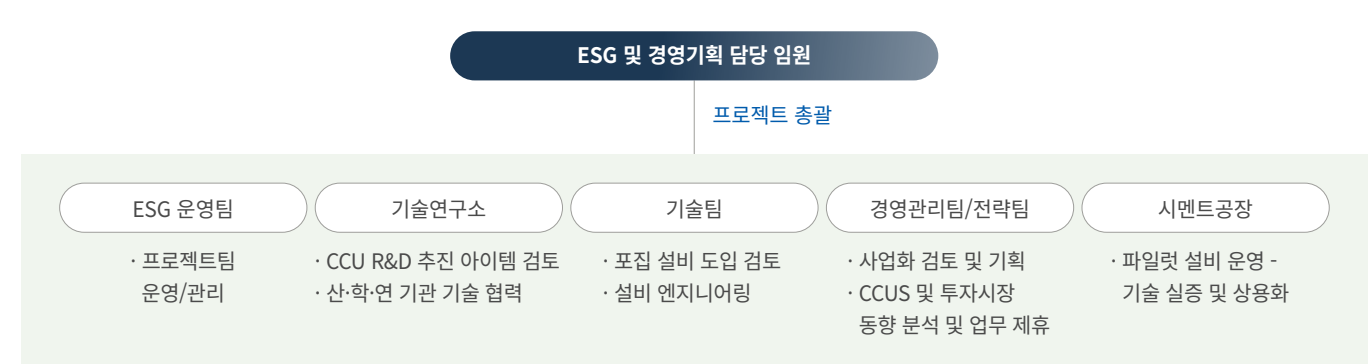 ESG 및 경영기획 담당 임원
프로젝트 총괄
ESG 운영팀
· 프로젝트팀
운영/관리
기술연구소
· CCU R&D 추진 아이템 검토
· 산·학·연 기관 기술 협력
기술팀
· 포집 설비 도입 검토
· 설비 엔지니어링
경영관리팀/전략팀
· 사업화 검토 및 기획
· CCUS 및 투자시장
동향 분석 및 업무 제휴
시멘트공장
· 파일럿 설비 운영 -
기술 실증 및 상용화